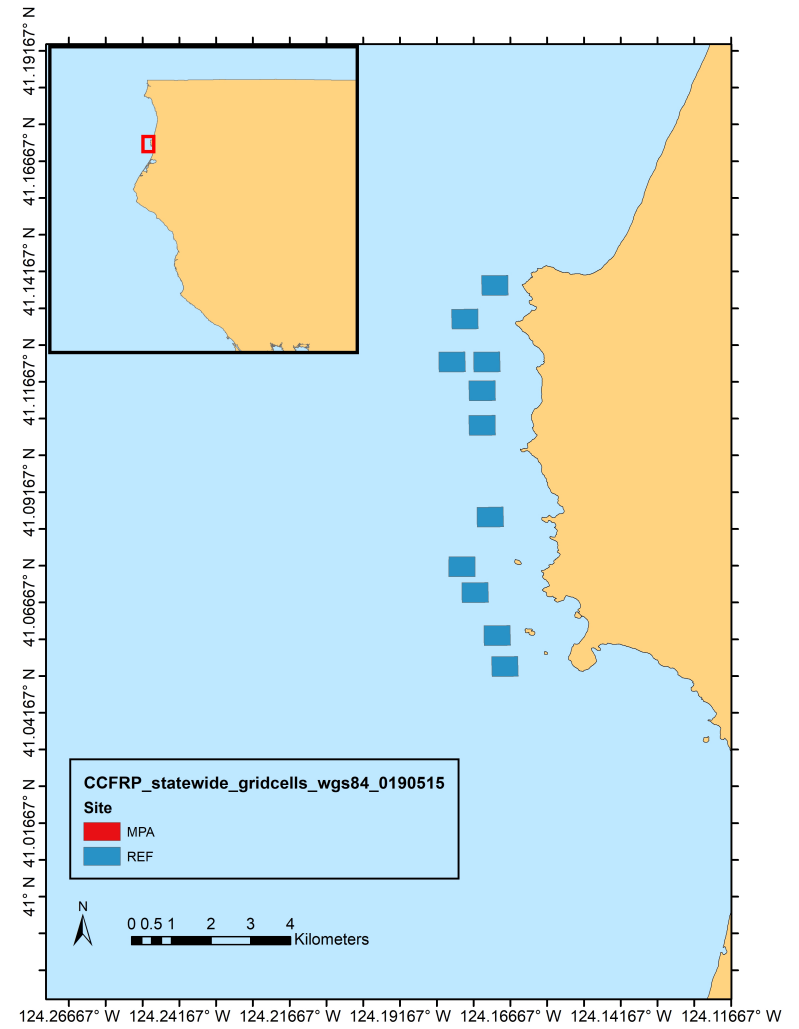 41.19167° N
41.16667° N
41.14167° N
41.11667° N
41.09167° N
41.06667° N
41.04167° N
41.01667° N
41° N
CCFRP_statewide_gridcells_wgs84_0190515
Site
MPA
REF
N
0 0.5 1 2 3 4
Kilometers
124.26667° W 124.24167° W 124.21667° W 124.19167° W 124.16667° W 124.14167° W 124.11667° W